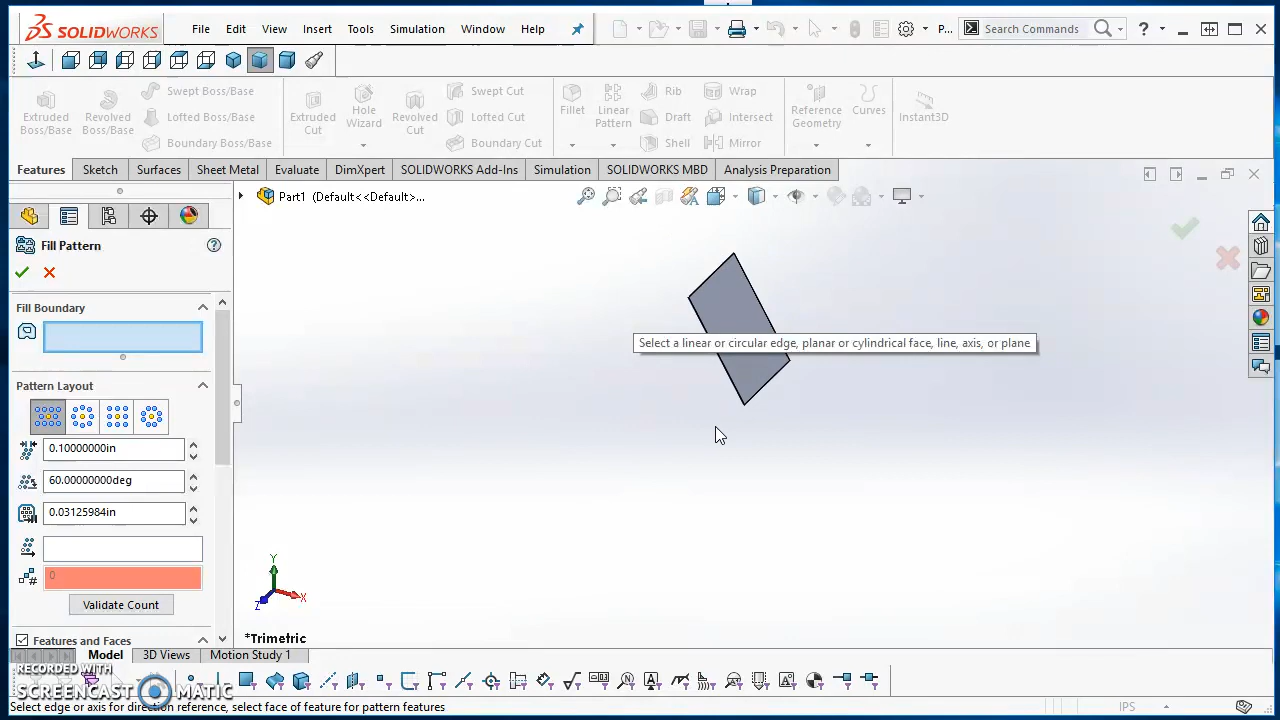 SOLIDWORKS File Edit View Insert Tools Simulation Window Help P... Search Commands ?
Extruded Boss/Base
Revolved Boss/Base
Swept Boss/Base
Lofted Boss/Base
Boundary Boss/Base
Extruded Cut
Hole Wizard
Revolved Cut
Swept Cut
Lofted Cut
Boundary Cut
Fillet
Linear Pattern
Rib
Draft
Shell
Wrap
Intersect
Mirror
Reference Geometry
Curves
Instant3D
Features Sketch Surfaces Sheet Metal Evaluate DimXpert SOLIDWORKS Add-Ins Simulation SOLIDWORKS MBD Analysis Preparation
Part1 (Default<<Default>...
Fill Pattern
Fill Boundary
Pattern Layout
0.10000000in
60.00000000deg
0.03125984in
0
Validate Count
Features and Faces
Select a linear or circular edge, planar or cylindrical face, line, axis, or plane
Y
X
Z
*Trimetric
Model 3D Views Motion Study 1
RECORDED WITH
SCREENCAST MATIC
Select edge or axis for direction reference, select face of feature for pattern features
IPS